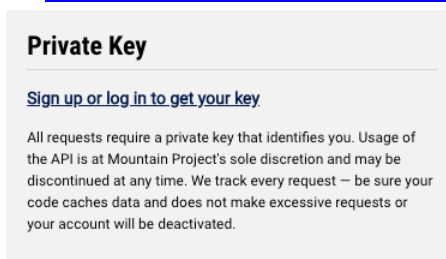 Private Key
Sign up or log in to get your key
All requests require a private key that identifies you. Usage of
the API is at Mountain Project's sole discretion and may be
discontinued at any time. We track every request — be sure your
code caches data and does not make excessive requests or
your account will be deactivated.